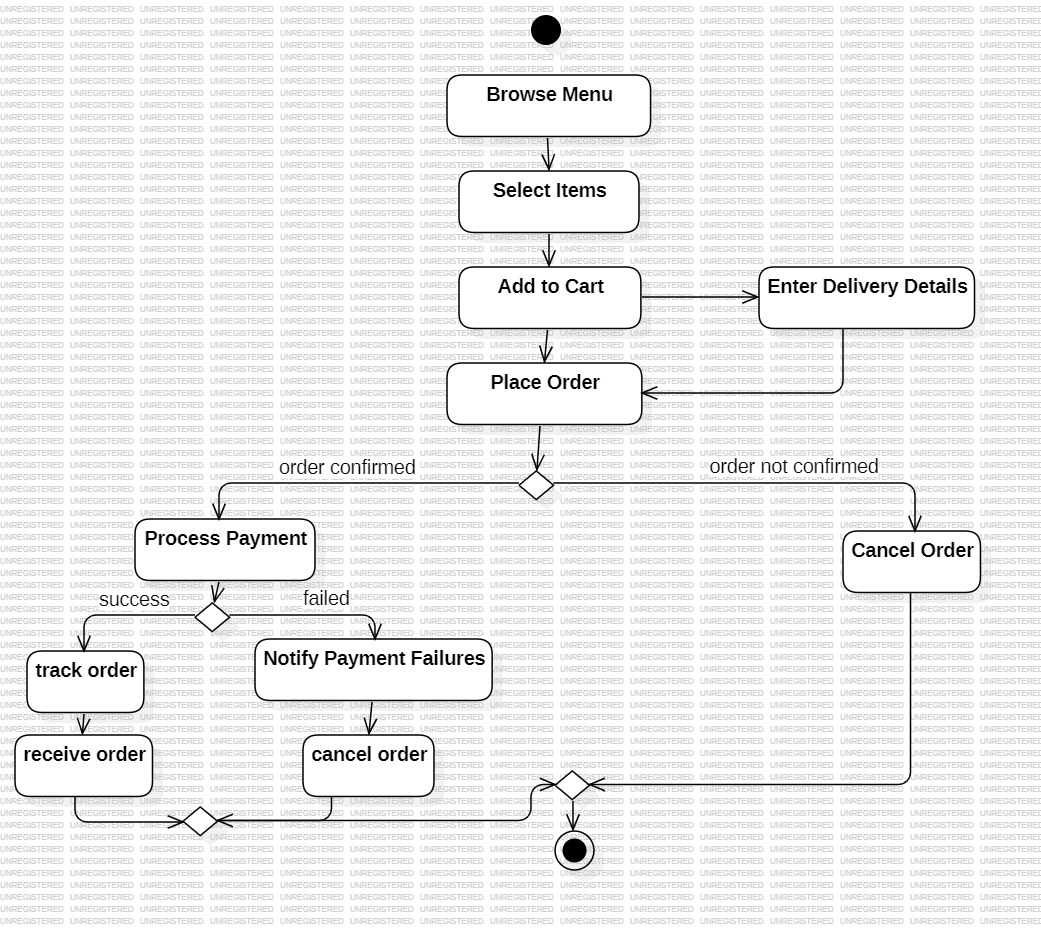 Browse Menu
Select Items
Add to Cart
Enter Delivery Details
Place Order
order confirmed
order not confirmed
Process Payment
Cancel Order
success
failed
track order
Notify Payment Failures
receive order
cancel order
UNREGISTERED